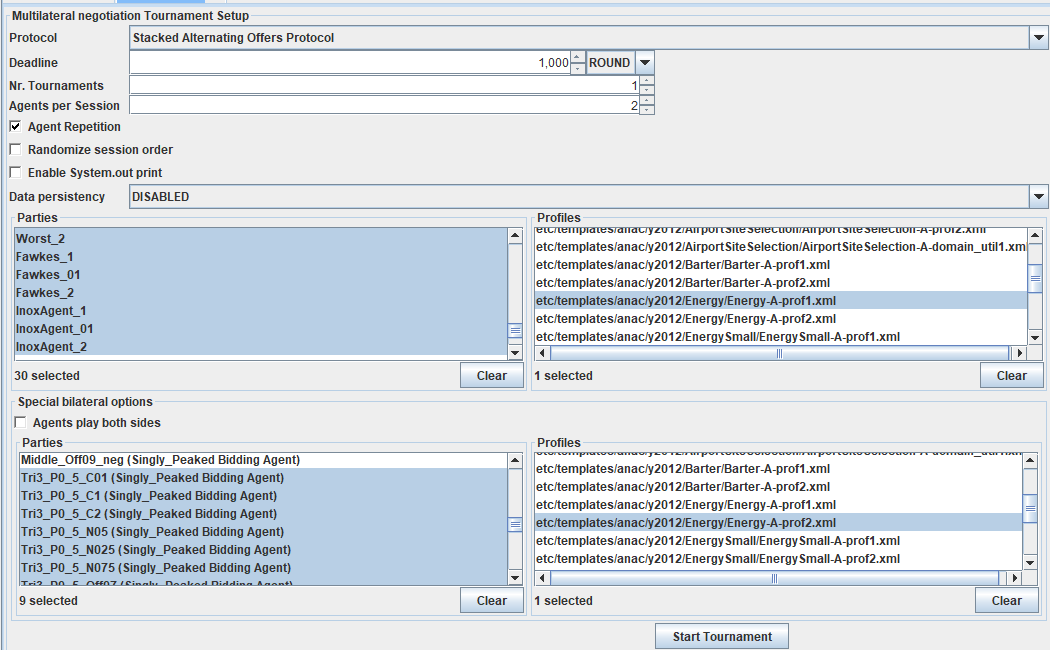 Multilateral negotiation Tournament Setup
Protocol Stacked Alternating Offers Protocol
Deadline 1,000 ROUND
Nr. Tournaments 1
Agents per Session 2
Agent Repetition
Randomize session order
Enable System.out print
Data persistency DISABLED
Parties
Worst_2
Fawkes_1
Fawkes_01
Fawkes_2
InoxAgent_1
InoxAgent_01
InoxAgent_2
30 selected Clear
Profiles
etc/templates/anac/y2012/AirportSiteSelection/AirportSiteSelection-A-prof2.xml
etc/templates/anac/y2012/AirportSiteSelection/AirportSiteSelection-A-domain_util1.xm
etc/templates/anac/y2012/Barter/Barter-A-prof1.xml
etc/templates/anac/y2012/Barter/Barter-A-prof2.xml
etc/templates/anac/y2012/Energy/Energy-A-prof1.xml
etc/templates/anac/y2012/Energy/Energy-A-prof2.xml
etc/templates/anac/y2012/EnergySmall/EnergySmall-A-prof1.xml
1 selected Clear
Special bilateral options
Agents play both sides
Parties
Middle_Off09_neg (Singly_Peaked Bidding Agent)
Tri3_P0_5_C01 (Singly_Peaked Bidding Agent)
Tri3_P0_5_C1 (Singly_Peaked Bidding Agent)
Tri3_P0_5_C2 (Singly_Peaked Bidding Agent)
Tri3_P0_5_N05 (Singly_Peaked Bidding Agent)
Tri3_P0_5_N025 (Singly_Peaked Bidding Agent)
Tri3_P0_5_N075 (Singly_Peaked Bidding Agent)
Tri3_P0_5_Off07 (Singly_Peaked Bidding Agent)
9 selected Clear
Profiles
etc/templates/anac/y2012/Barter/Barter-A-prof1.xml
etc/templates/anac/y2012/Barter/Barter-A-prof2.xml
etc/templates/anac/y2012/Energy/Energy-A-prof1.xml
etc/templates/anac/y2012/Energy/Energy-A-prof2.xml
etc/templates/anac/y2012/EnergySmall/EnergySmall-A-prof1.xml
etc/templates/anac/y2012/EnergySmall/EnergySmall-A-prof2.xml
1 selected Clear
Start Tournament